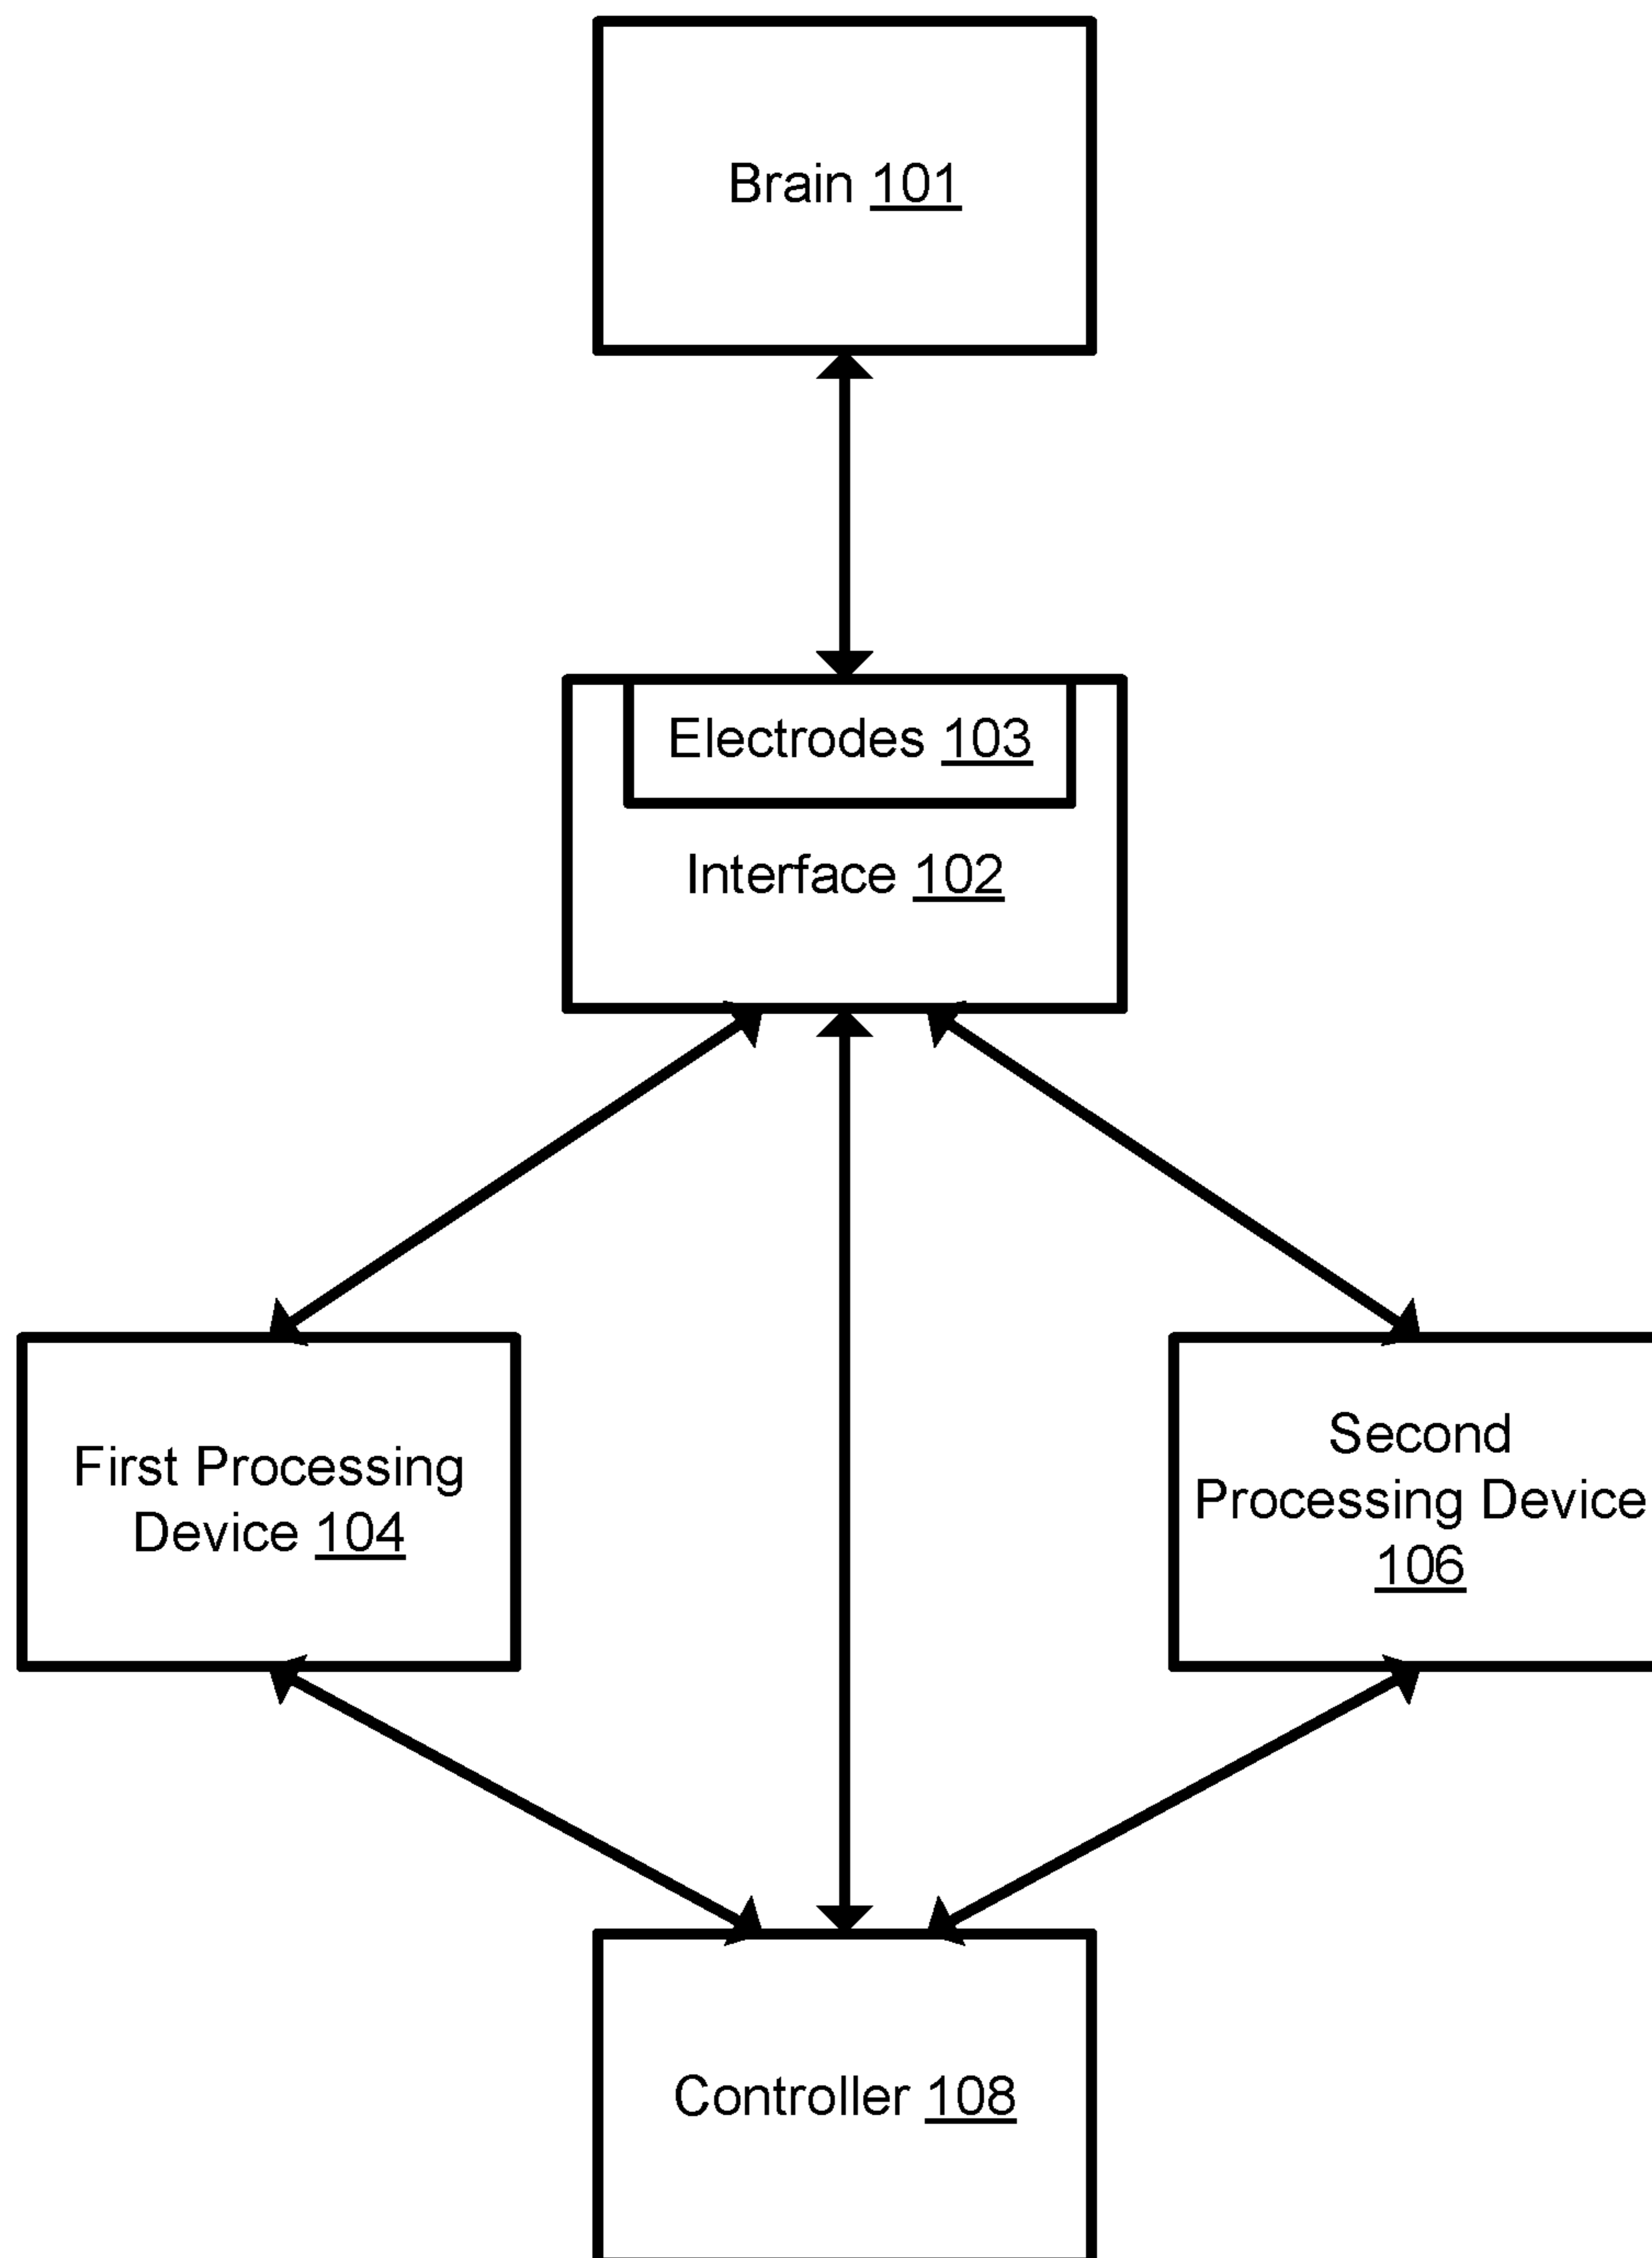 Brain 101
Electrodes 103
Interface 102
First Processing
Device 104
Second
Processing Device
106
Controller 108